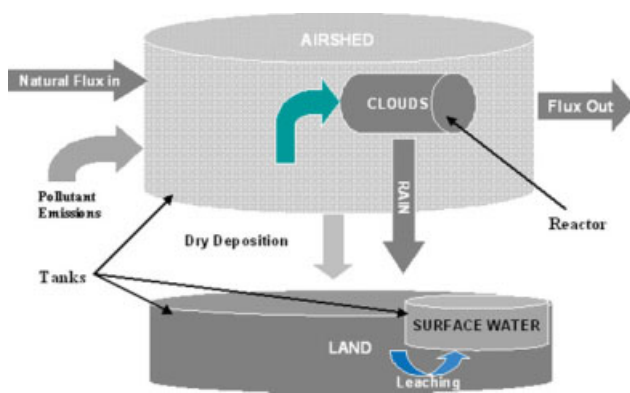 AIRSHED
Natural Flux in
CLOUDS
Flux Out
Pollutant
Emissions
RAIN
Reactor
Dry Deposition
Tanks
SURFACE WATER
LAND
Leaching